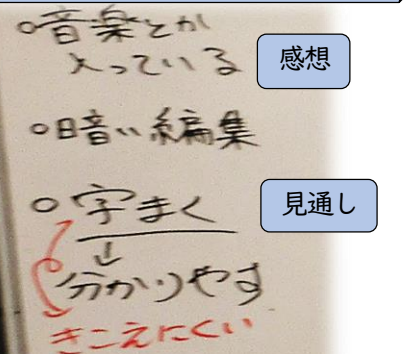 ○音楽とか
入っている
感想
○暗い編集
○字まく
見通し
↓
分かりやす
きこえにくい